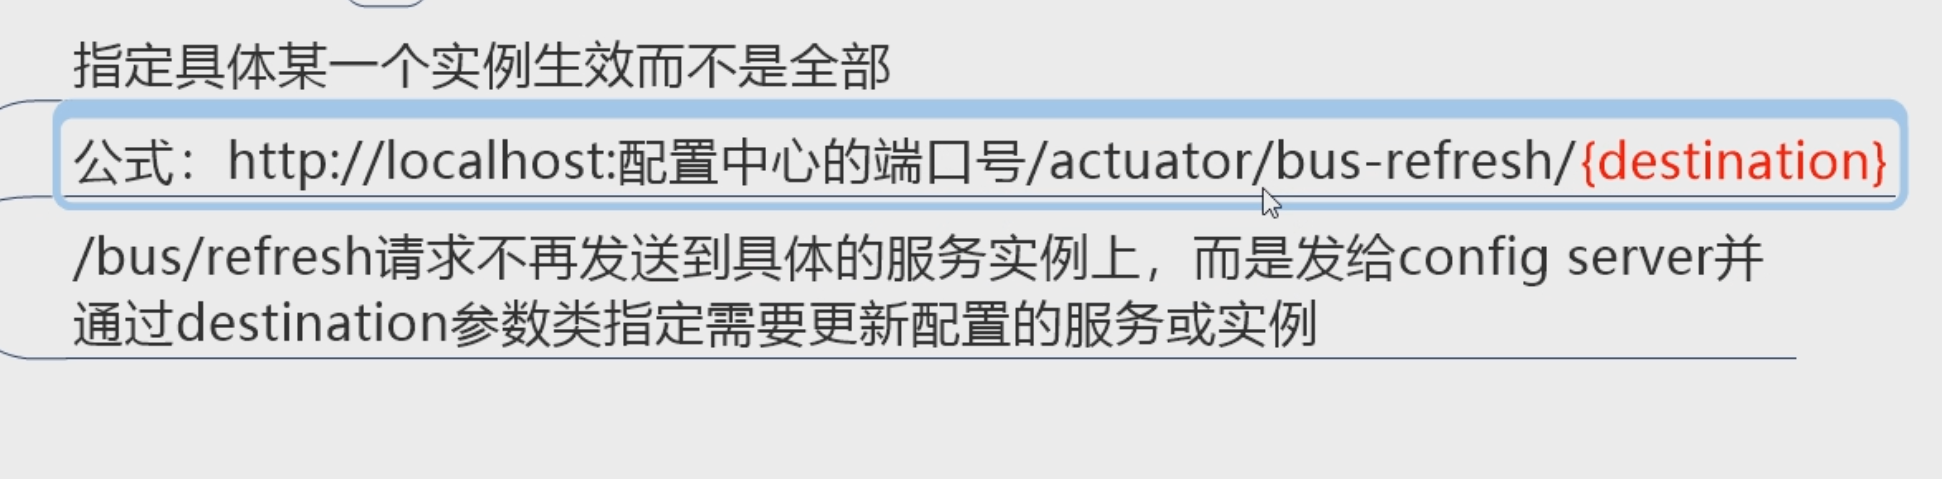 指定具体某一个实例生效而不是全部
公式：http://localhost:配置中心的端口号/actuator/bus-refresh/{destination}
/bus/refresh请求不再发送到具体的服务实例上，而是发给config server并
通过destination参数类指定需要更新配置的服务或实例